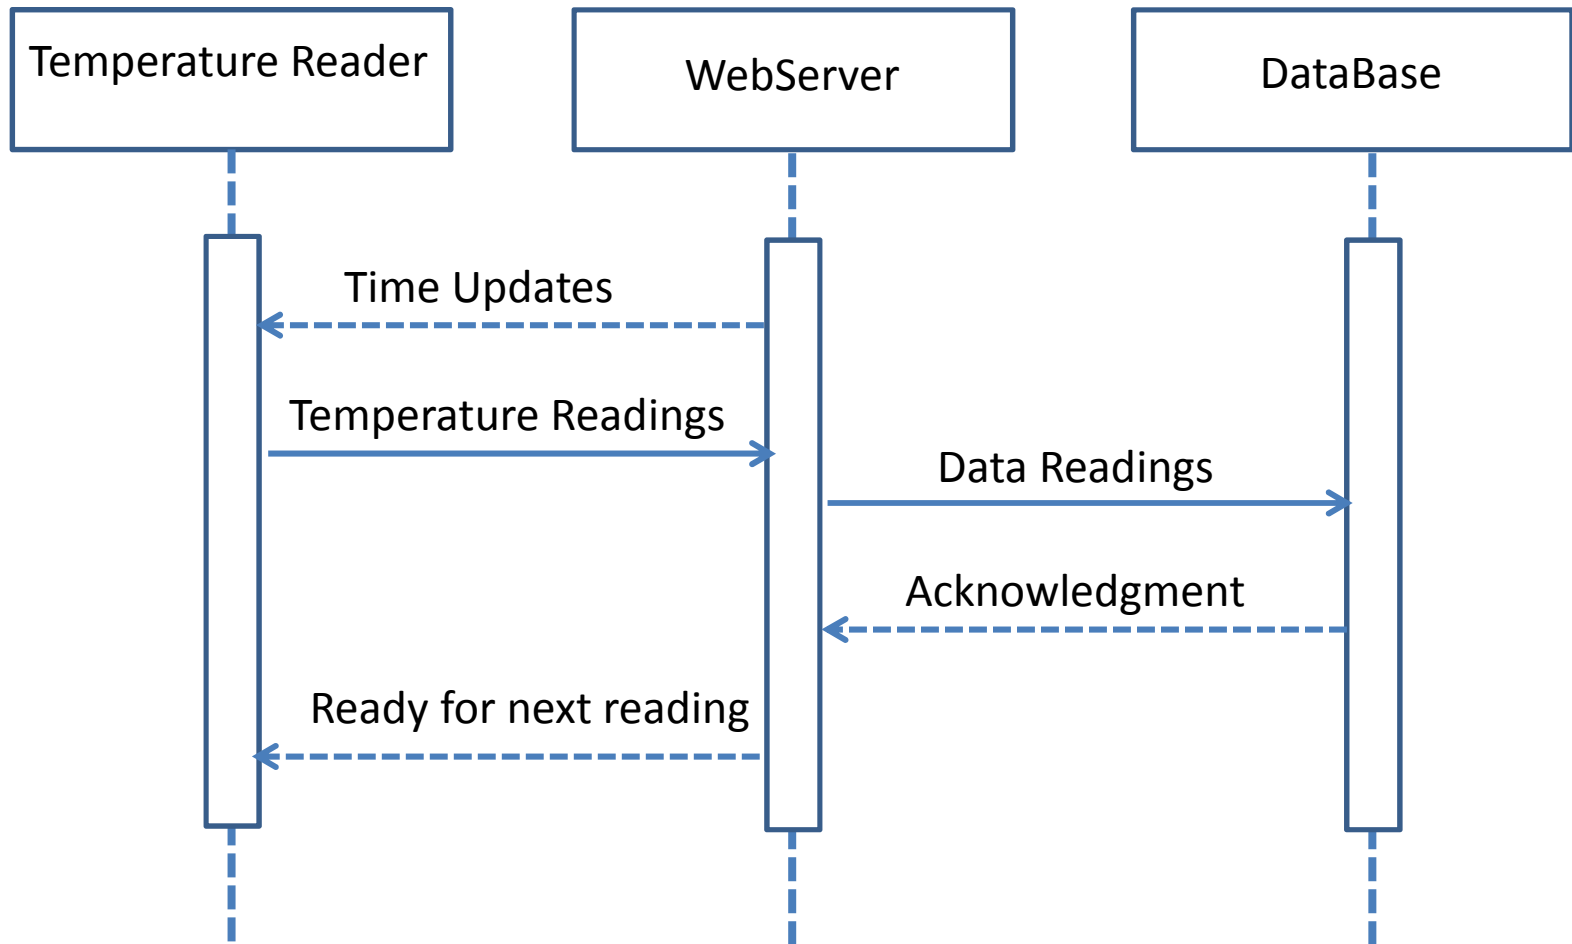 Temperature Reader
WebServer
DataBase
Time Updates
Temperature Readings
Data Readings
Acknowledgment
Ready for next reading